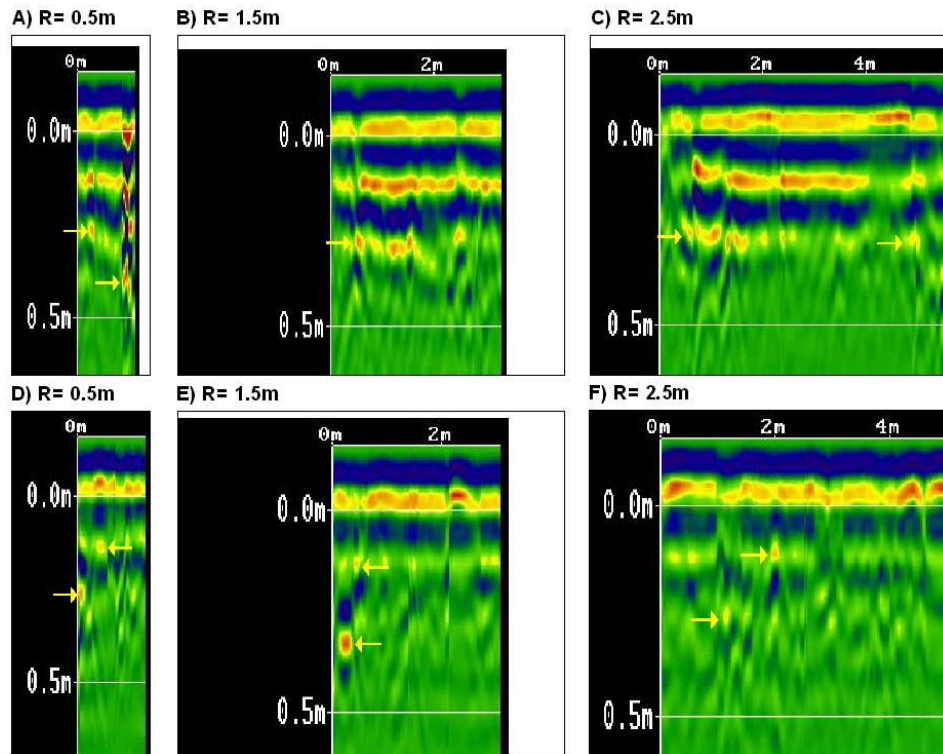 A) R= 0.5m
B) R= 1.5m
C) R= 2.5m
0m
0.0m
0.5m
0m 2m
0.0m
0.5m
0m 2m 4m
0.0m
0.5m
D) R= 0.5m
E) R= 1.5m
F) R= 2.5m
0m
0.0m
0.5m
0m 2m
0.0m
0.5m
0m 2m 4m
0.0m
0.5m